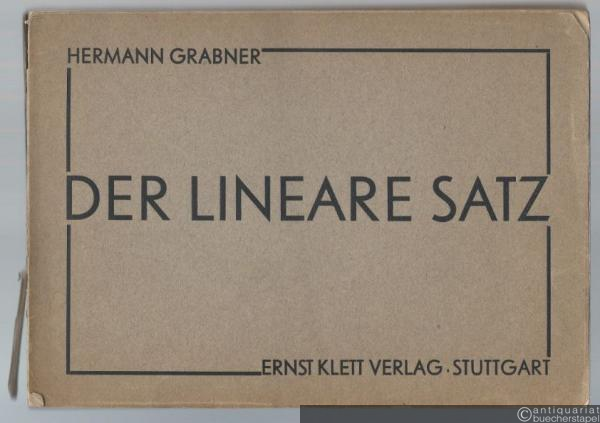 HERMANN GRABNER
DER LINEARE SATZ
ERNST KLETT VERLAG · STUTTGART
©antiquariat
buecherstapel